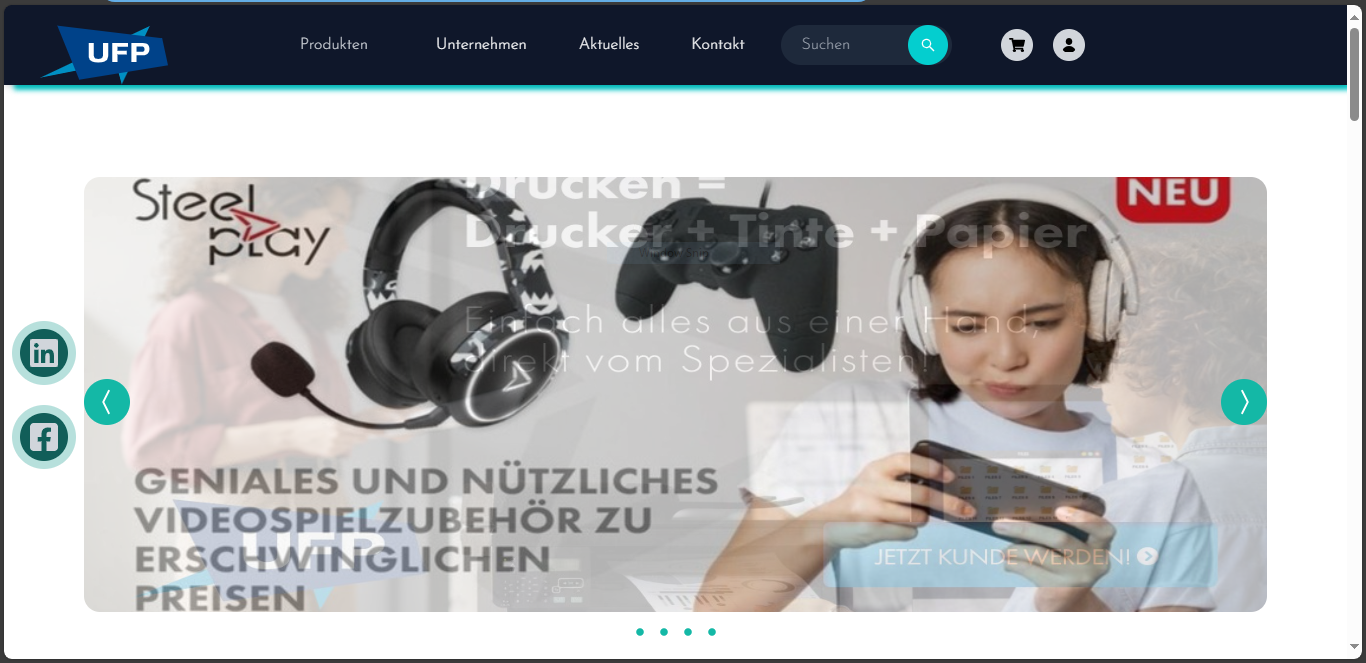 UFP
Produkten
Unternehmen
Aktuelles
Kontakt
Suchen
Steel
play
NEU
Drucken =
Drucker + Tinte + Papier
Einfach alles aus einer Hand,
direkt vom Spezialisten!
GENIALES UND NÜTZLICHES
VIDEOSPIELZUBEHÖR ZU
ERSCHWINGLICHEN
PREISEN
UFP
JETZT KUNDE WERDEN!
in